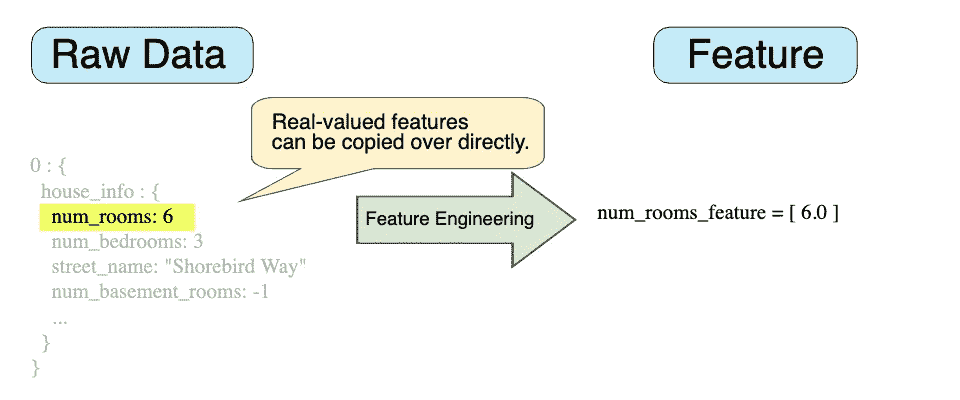 Raw Data
Feature
Real-valued features
can be copied over directly.
0 : {
house_info : {
num_rooms: 6
num_bedrooms: 3
street_name: "Shorebird Way"
num_basement_rooms: -1
...
}
}
Feature Engineering
num_rooms_feature = [ 6.0 ]